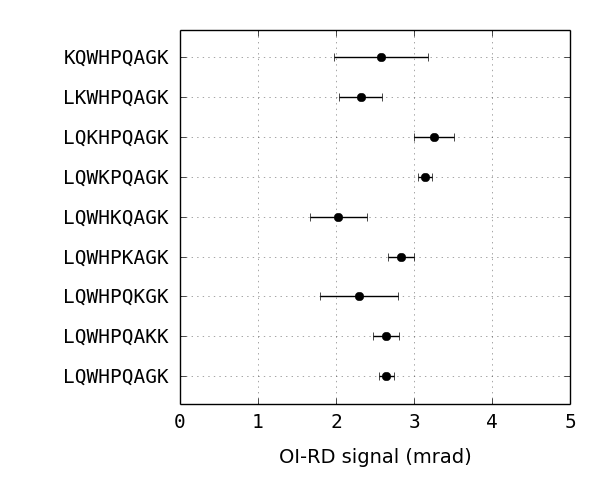 KQWHPQAGK
LKWHPQAGK
LQKHPQAGK
LQWKPQAGK
LQWHKQAGK
LQWHPKAGK
LQWHPQKGK
LQWHPQAKK
LQWHPQAGK
0 1 2 3 4 5
OI-RD signal (mrad)